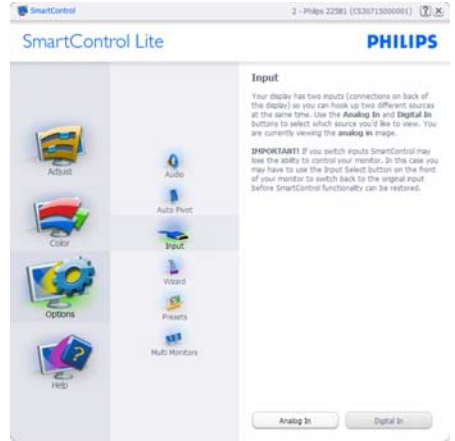 SmartControl
2 - Philips 225B1 (CS30715000001)
SmartControl Lite
PHILIPS
Adjust
Color
Options
Help
Audio
Auto Pivot
Input
Wizard
Presets
Multi Monitors
Input
Your display has two inputs (connections on back of
the display) so you can hook up two different sources
at the same time. Use the Analog In and Digital In
buttons to select which source you'd like to view. You
are currently viewing the analog in image.
IMPORTANT! If you switch inputs SmartControl may
lose the ability to control your monitor. In this case you
may have to use the Input Select button on the front
of your monitor to switch back to the original input
before SmartControl functionality can be restored.
Analog In
Digital In